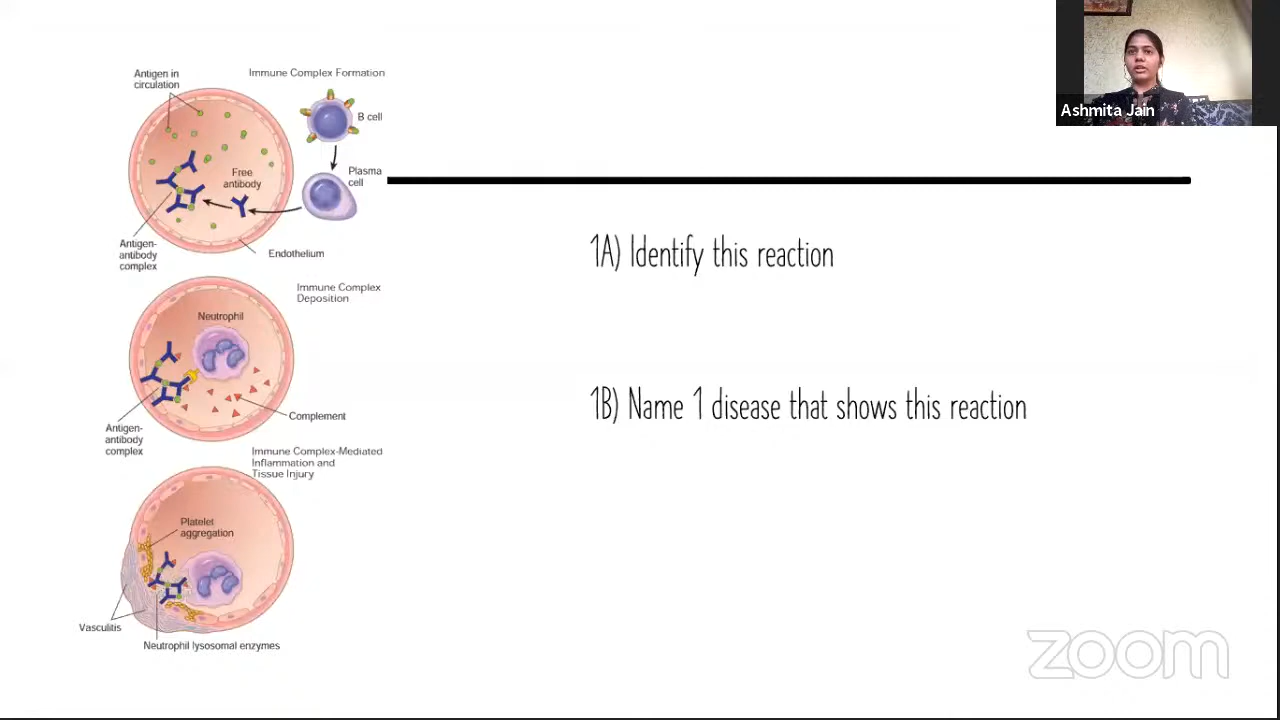 Antigen in
circulation
Immune Complex Formation
B cell
Plasma
cell
Free
antibody
Antigen-
antibody
complex
Endothelium
Immune Complex
Deposition
Neutrophil
Complement
Antigen-
antibody
complex
Immune Complex-Mediated
Inflammation and
Tissue Injury
Platelet
aggregation
Vasculitis
Neutrophil lysosomal enzymes
1A) Identify this reaction
1B) Name 1 disease that shows this reaction
Ashmita Jain
zoom